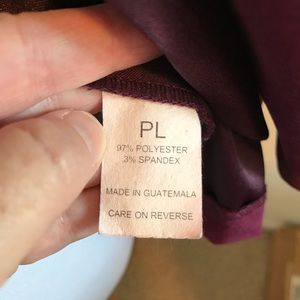 PL
97% POLYESTER
3% SPANDEX
MADE IN GUATEMALA
CARE ON REVERSE